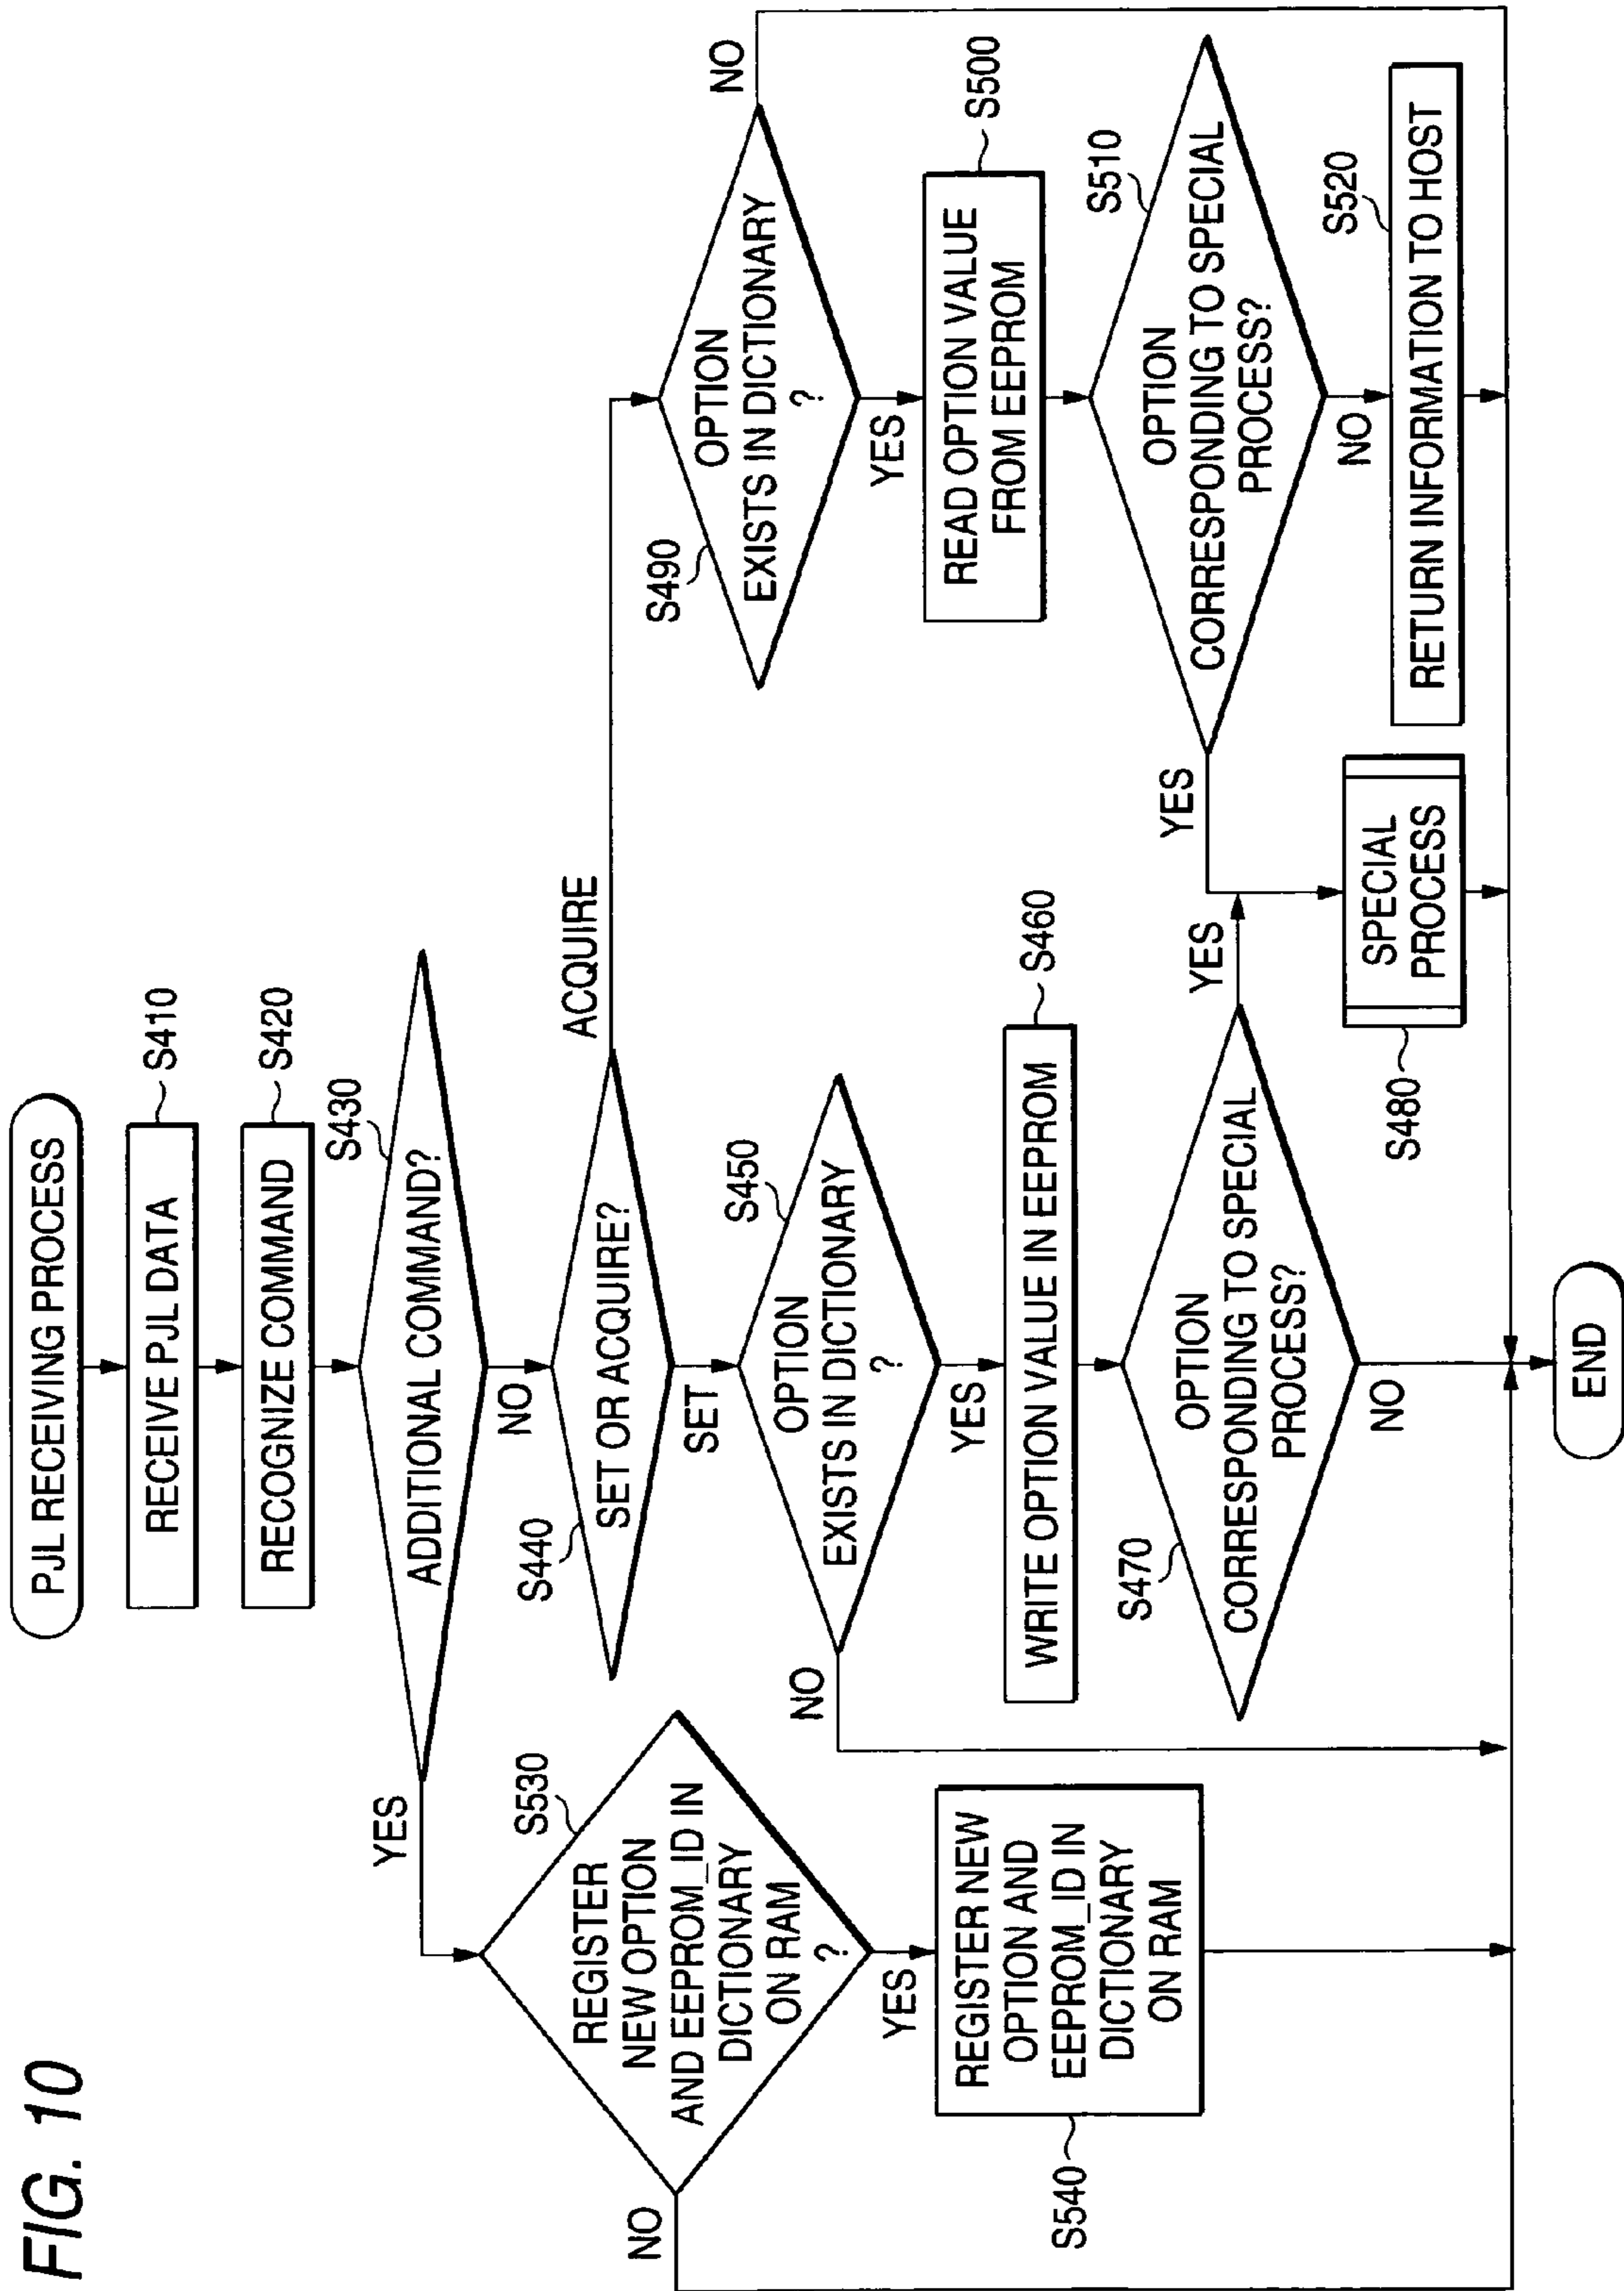 FIG. 10
PJL RECEIVING PROCESS
RECEIVE PJL DATA
S410
RECOGNIZE COMMAND
S420
ADDITIONAL COMMAND?
S430
YES
NO
SET OR ACQUIRE?
S440
ACQUIRE
SET
OPTION
EXISTS IN DICTIONARY
?
S450
NO
YES
WRITE OPTION VALUE IN EEPROM
S460
OPTION
CORRESPONDING TO SPECIAL
PROCESS?
S470
YES
NO
SPECIAL
PROCESS
S480
OPTION
EXISTS IN DICTIONARY
?
S490
NO
YES
READ OPTION VALUE
FROM EEPROM
S500
OPTION
CORRESPONDING TO SPECIAL
PROCESS?
S510
YES
NO
RETURN INFORMATION TO HOST
S520
REGISTER
NEW OPTION
AND EEPROM_ID IN
DICTIONARY
ON RAM
?
S530
NO
YES
REGISTER NEW
OPTION AND
EEPROM_ID IN
DICTIONARY
ON RAM
S540
END